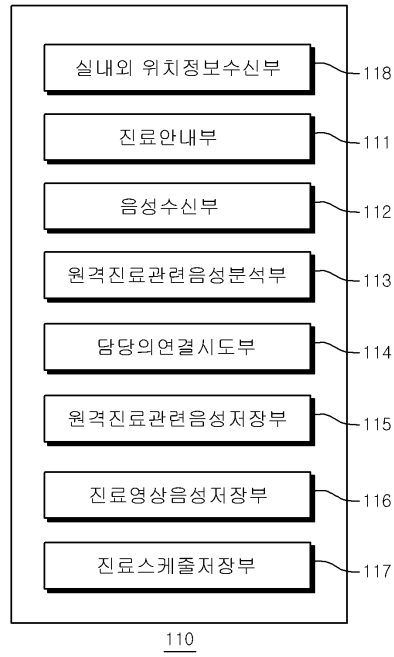 실내외 위치정보수신부 118
진료안내부 111
음성수신부 112
원격진료관련음성분석부 113
담당의연결시도부 114
원격진료관련음성저장부 115
진료영상음성저장부 116
진료스케줄저장부 117
110